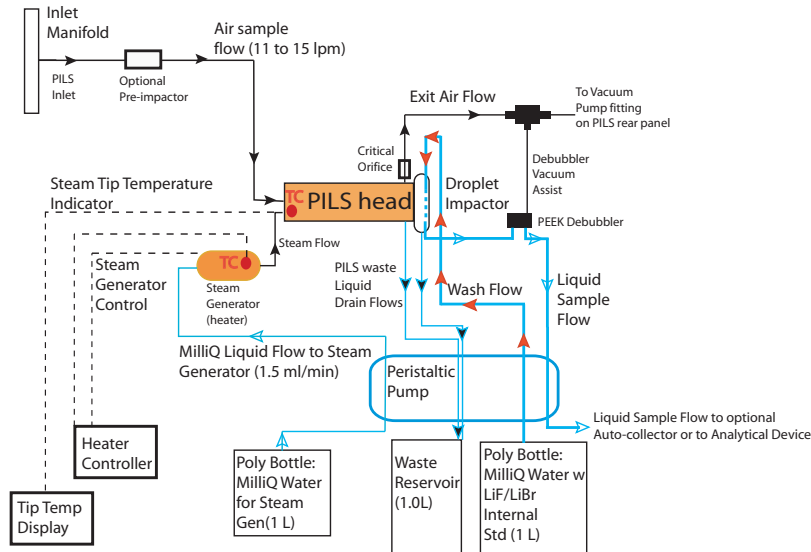 Inlet
Manifold
PILS
Inlet
Optional
Pre-impactor
Air sample
flow (11 to 15 lpm)
Exit Air Flow
To Vacuum
Pump fitting
on PILS rear panel
Critical
Orifice
Debubbler
Vacuum
Assist
Steam Tip Temperature
Indicator
TC
PILS head
Droplet
Impactor
PEEK Debubbler
Steam Flow
TC
Steam
Generator
Control
Steam
Generator
(heater)
PILS waste
Liquid
Drain Flows
Wash Flow
Liquid
Sample
Flow
MilliQ Liquid Flow to Steam
Generator (1.5 ml/min)
Peristaltic
Pump
Liquid Sample Flow to optional
Auto-collector or to Analytical Device
Heater
Controller
Poly Bottle:
MilliQ Water
for Steam
Gen(1 L)
Waste
Reservoir
(1.0L)
Poly Bottle:
MilliQ Water w
LiF/LiBr
Internal
Std (1 L)
Tip Temp
Display